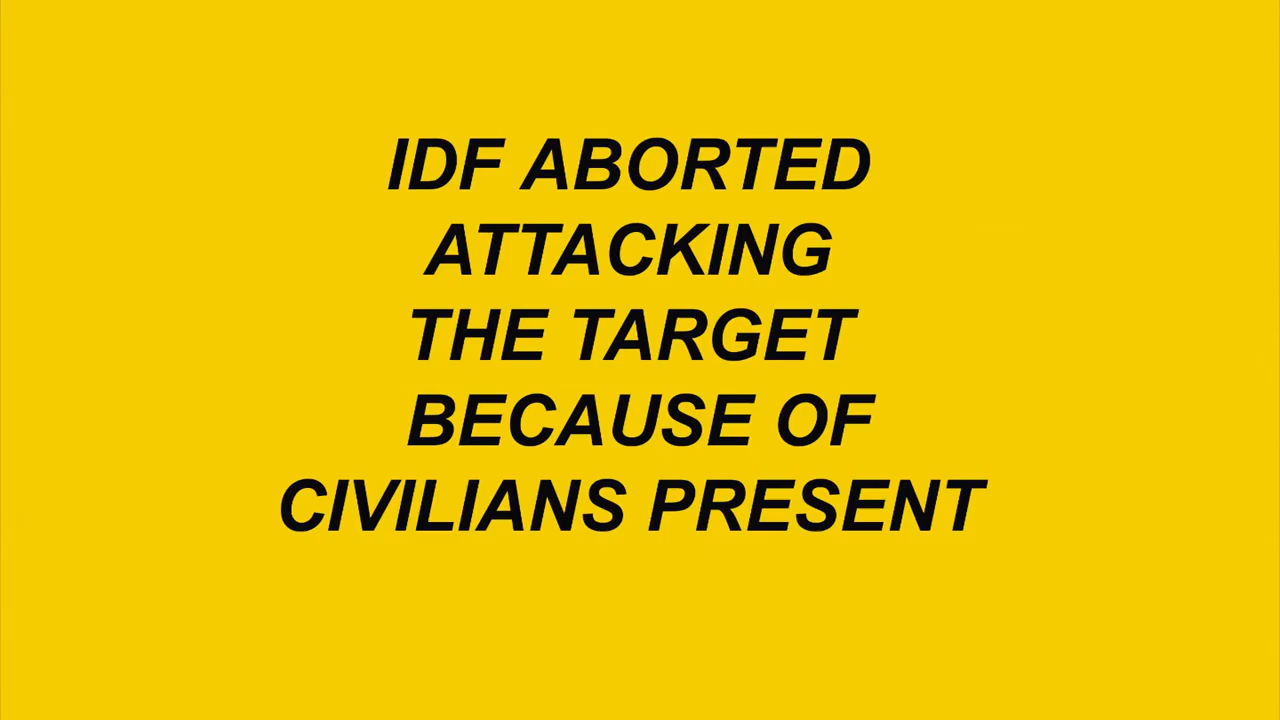 IDF ABORTED
ATTACKING
THE TARGET
BECAUSE OF
CIVILIANS PRESENT